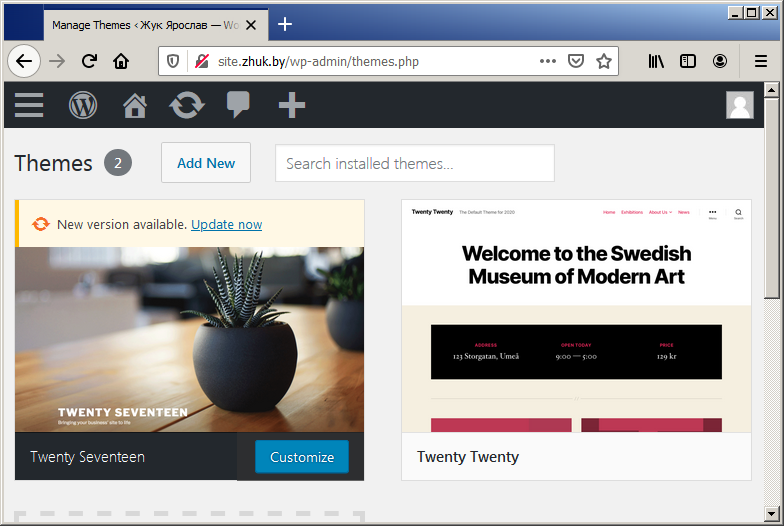 Manage Themes ‹ Жук Ярослав — Wo
site.zhuk.by/wp-admin/themes.php
Themes 2 Add New Search installed themes...
New version available. Update now
TWENTY SEVENTEEN
Bringing your business' site to life
Twenty Seventeen Customize
Twenty Twenty The Default Theme for 2020 Home Exhibitions About Us News Menu Search
Welcome to the Swedish
Museum of Modern Art
ADDRESS OPEN TODAY PRICE
123 Storgatan, Umeå 9:00 — 5:00 129 kr
Twenty Twenty